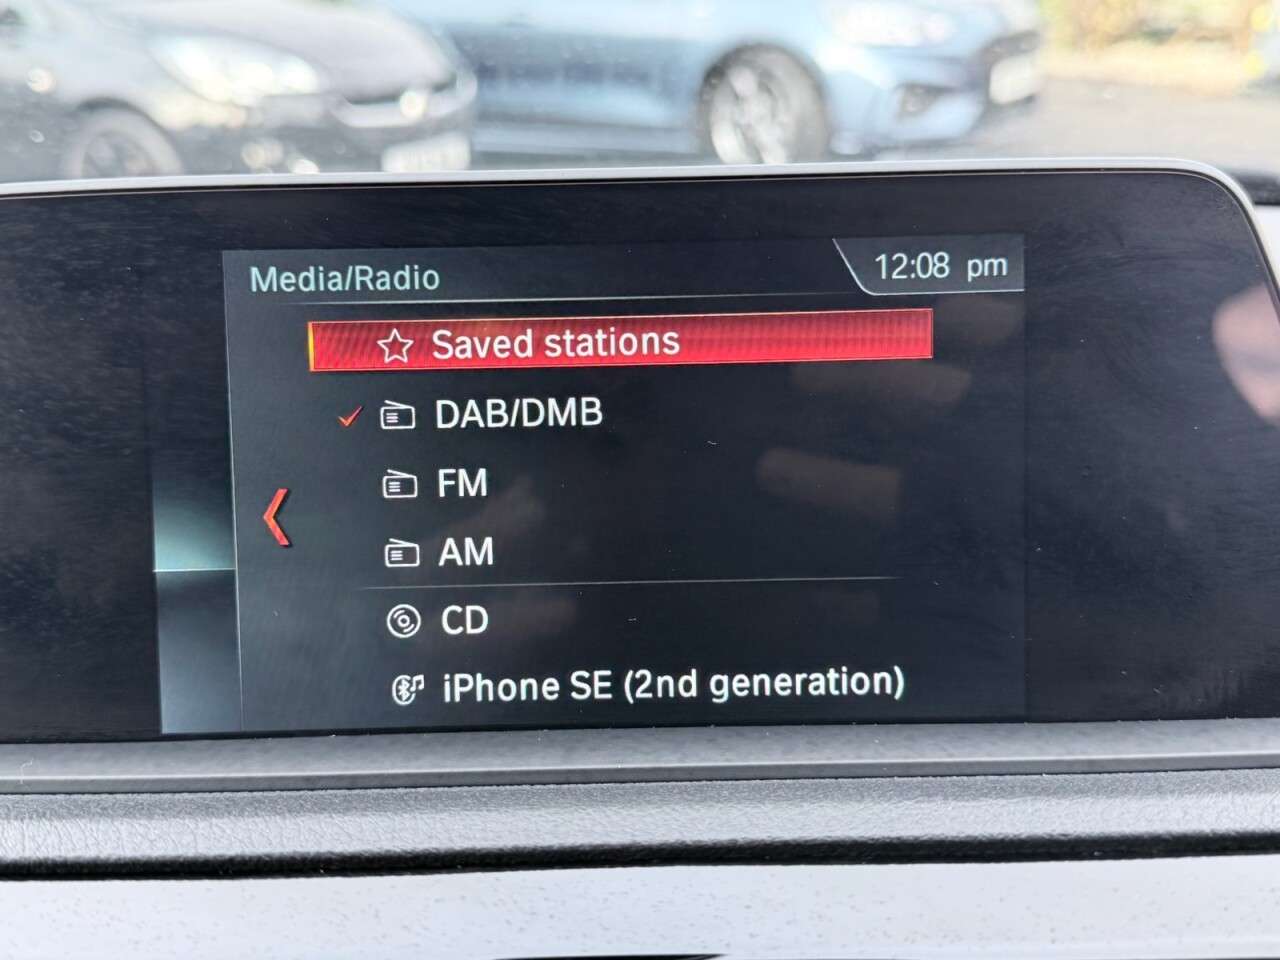 Media/Radio
12:08 pm
Saved stations
DAB/DMB
FM
AM
CD
iPhone SE (2nd generation)